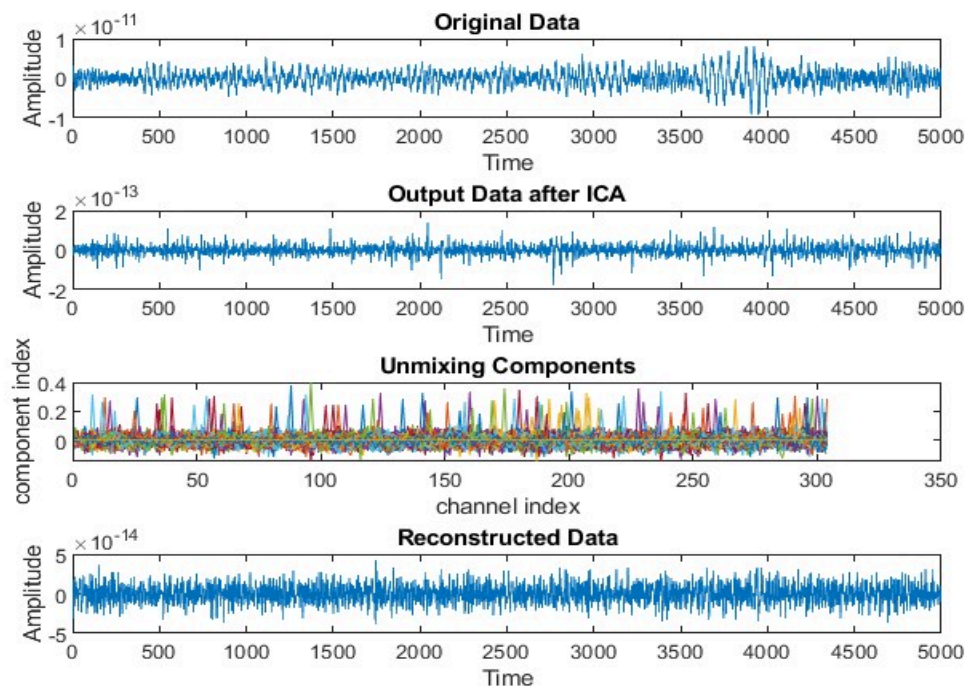 Original Data
×10^-11
1
0
-1
Amplitude
0 500 1000 1500 2000 2500 3000 3500 4000 4500 5000
Time
Output Data after ICA
×10^-13
2
0
-2
Amplitude
0 500 1000 1500 2000 2500 3000 3500 4000 4500 5000
Time
Unmixing Components
0.4
0.2
0
component index
0 50 100 150 200 250 300 350
channel index
Reconstructed Data
×10^-14
5
0
-5
Amplitude
0 500 1000 1500 2000 2500 3000 3500 4000 4500 5000
Time